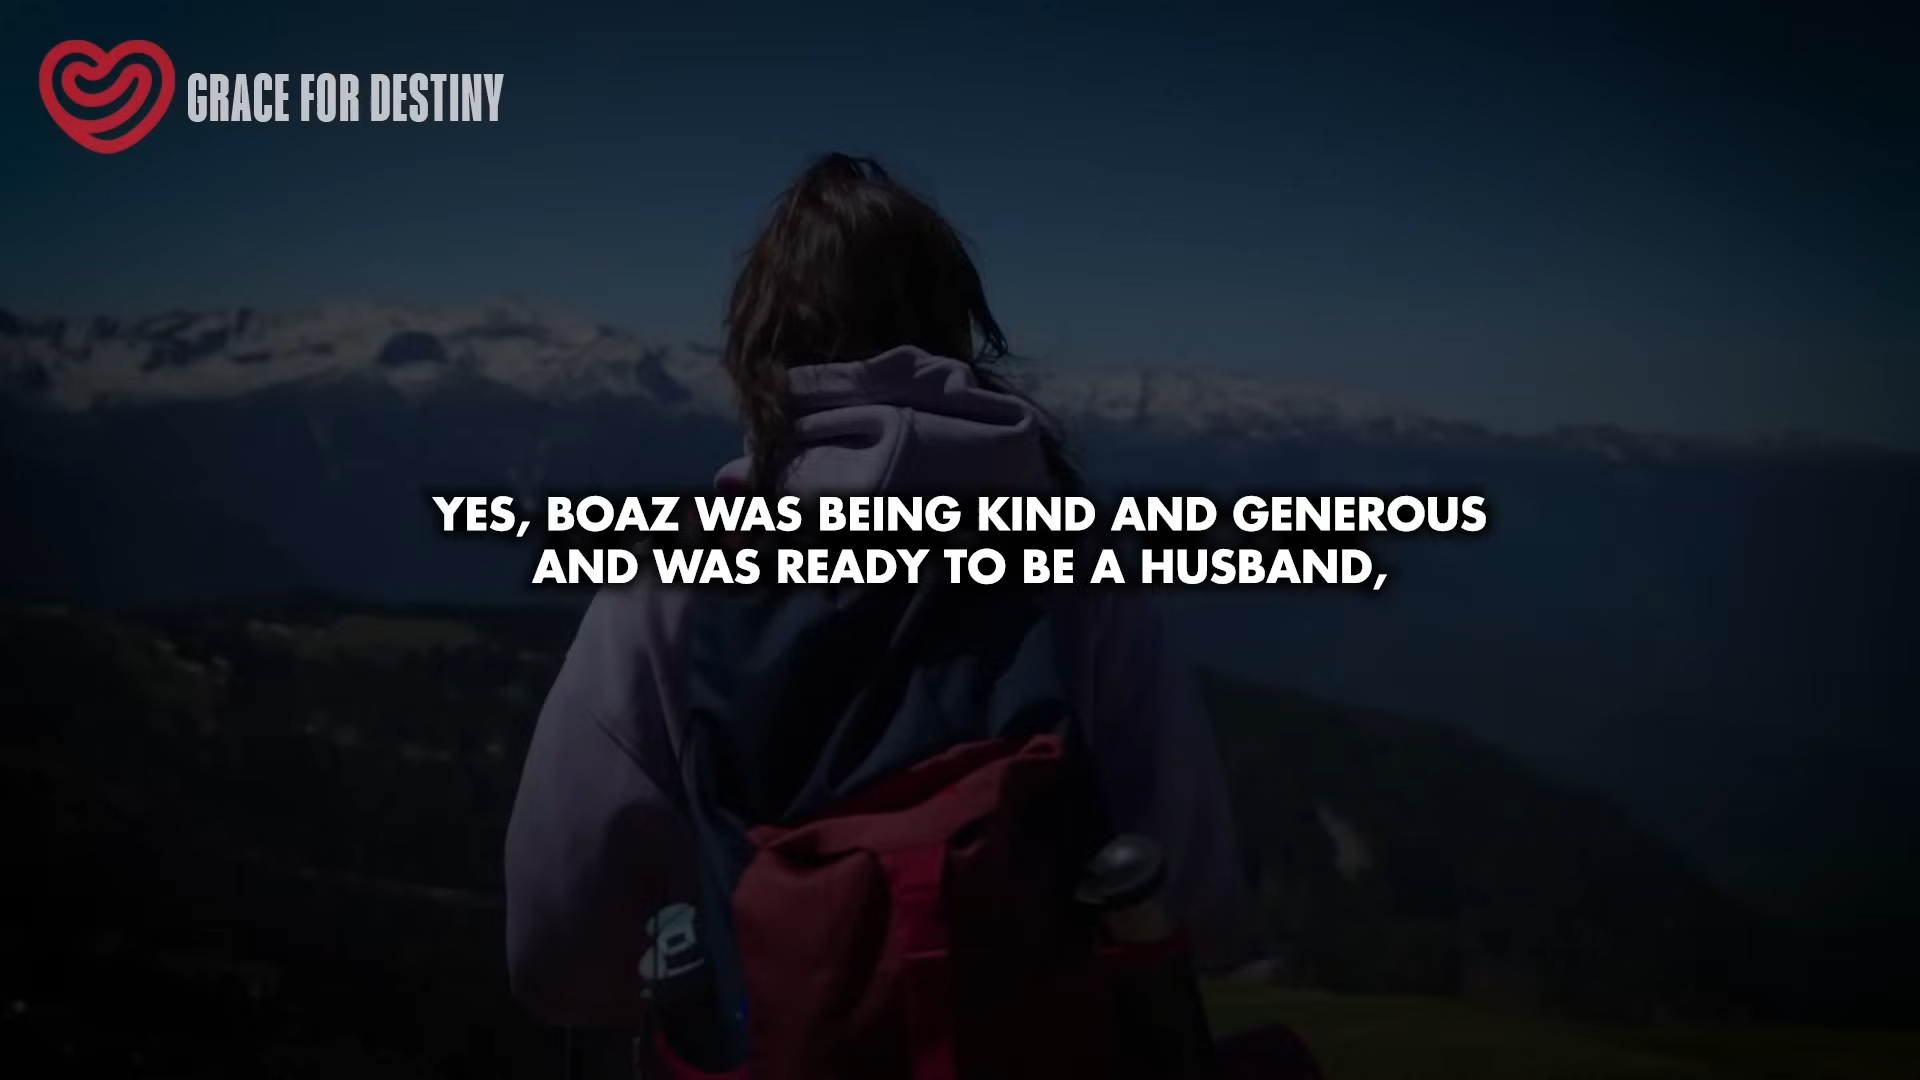 GRACE FOR DESTINY
YES, BOAZ WAS BEING KIND AND GENEROUS
AND WAS READY TO BE A HUSBAND,